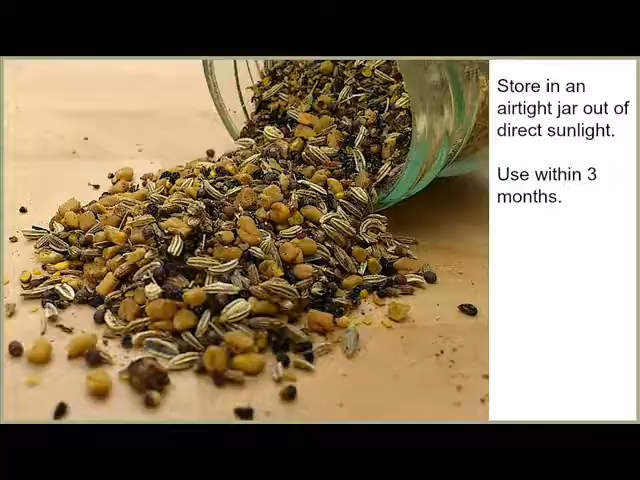 Store in an
airtight jar out of
direct sunlight.
Use within 3
months.